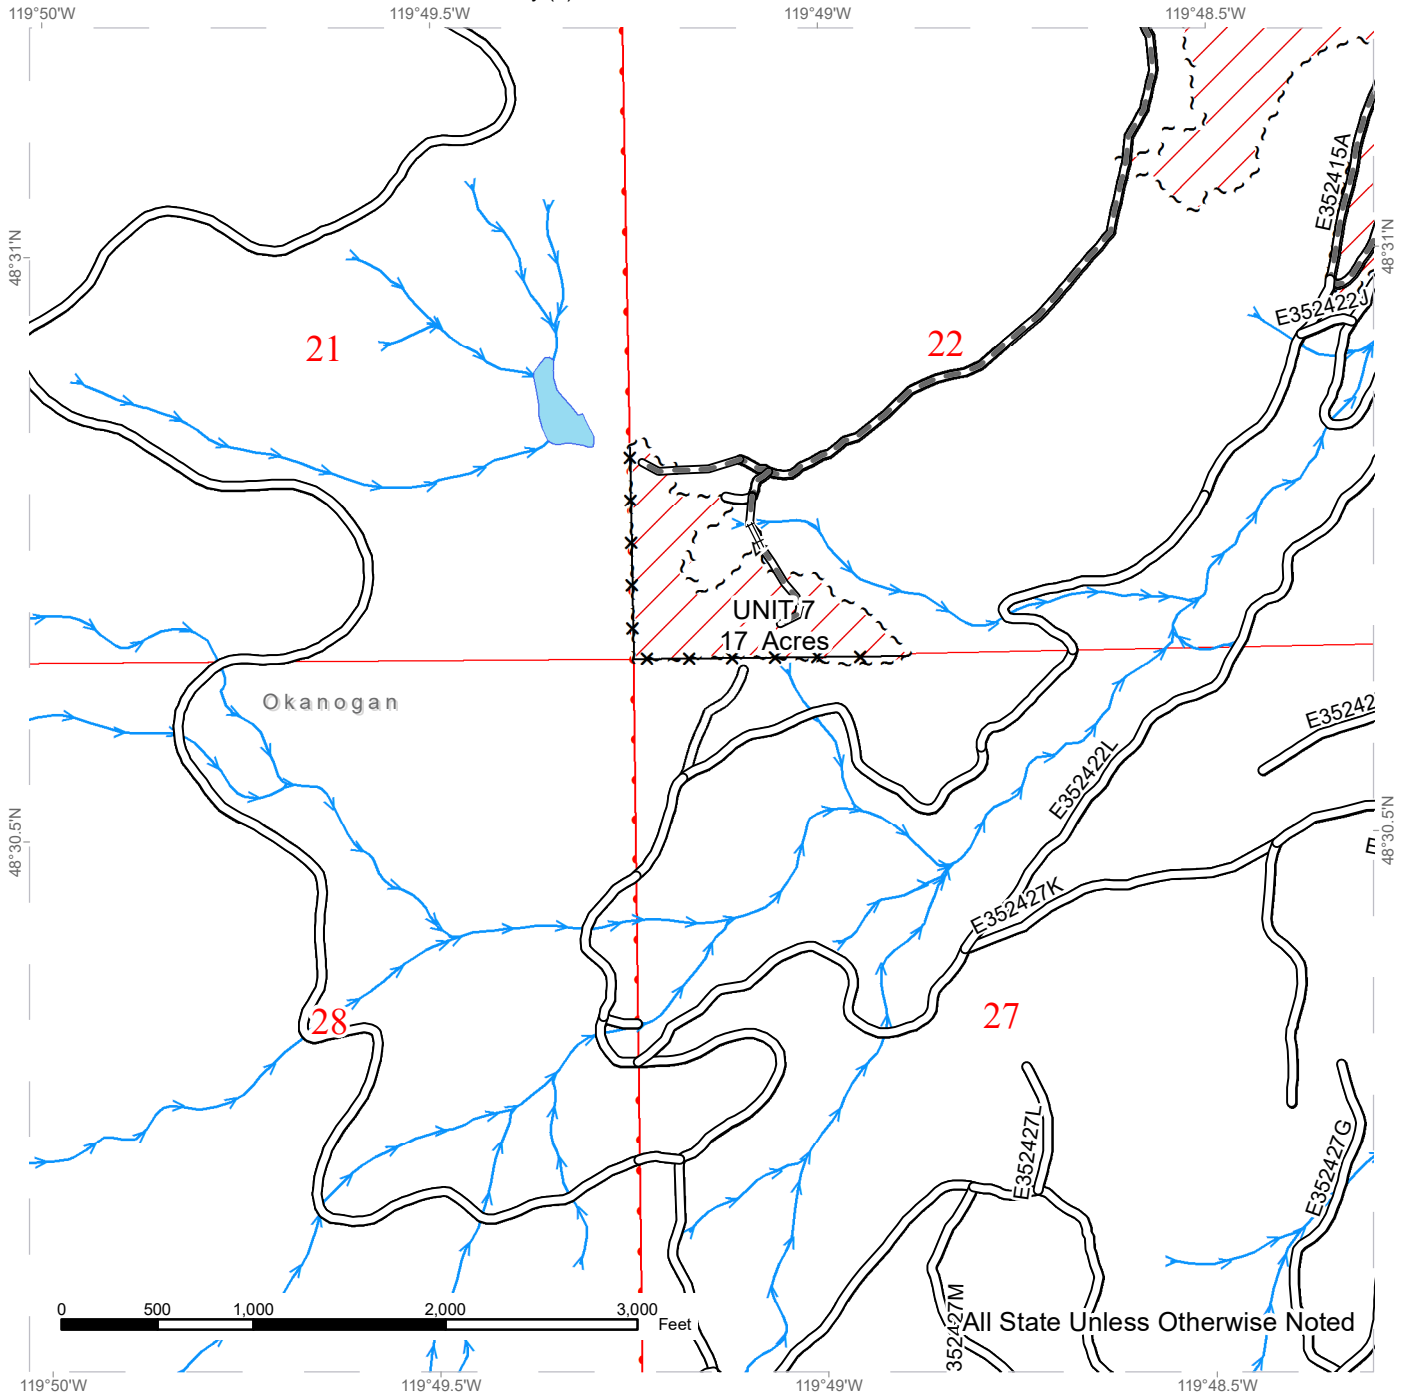 119°50'W
119°49.5'W
119°49'W
119°48.5'W
E352415A
48°31'N
48°31'N
E352422J
21
22
UNIT 7
17 Acres
Okanogan
E35242
E352422L
48°30.5'N
48°30.5'N
E352427K
28
27
E352427L
E352427G
352427M
0
500
1,000
2,000
3,000
Feet
All State Unless Otherwise Noted
119°50'W
119°49.5'W
119°49'W
119°48.5'W